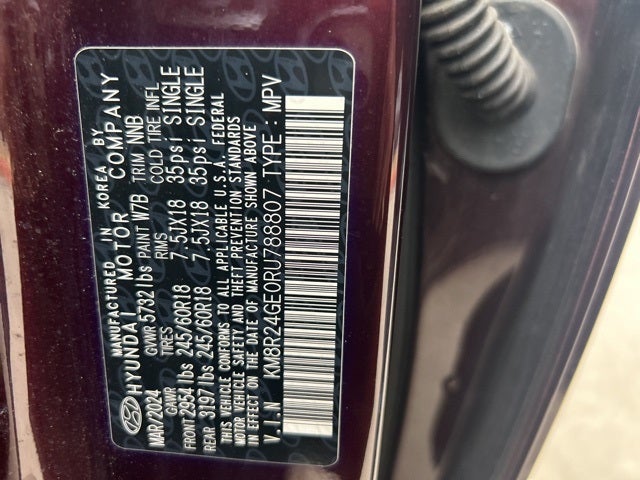 MANUFACTURED IN KOREA BY
HYUNDAI MOTOR COMPANY
MAR/2024 GVWR 5792 lbs PAINT W7B TRIM NNB
GAWR TIRES RIMS COLD TIRE INFL
FRONT 2954 lbs 245/60R18 7.5JX18 35psi SINGLE
REAR 3197 lbs 245/60R18 7.5JX18 35psi SINGLE
THIS VEHICLE CONFORMS TO ALL APPLICABLE U.S.A. FEDERAL
MOTOR VEHICLE SAFETY AND THEFT PREVENTION STANDARDS
IN EFFECT ON THE DATE OF MANUFACTURE SHOWN ABOVE
V.I.N : KM8R24GE0RU788807 TYPE : MPV